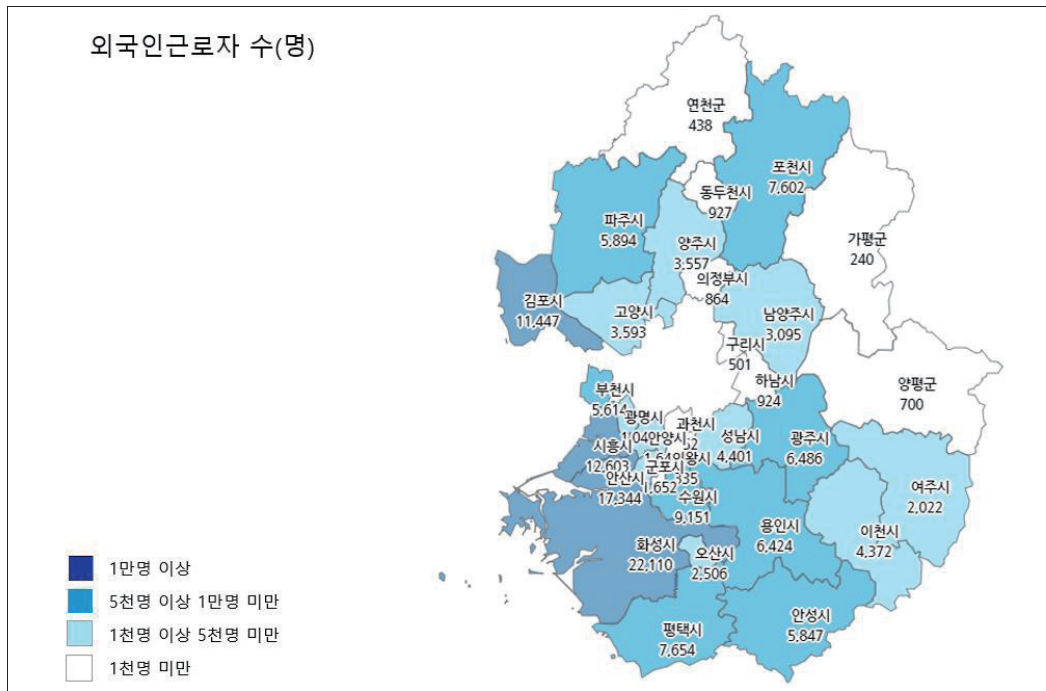 외국인근로자 수(명)
연천군
438
포천시
7,602
동두천시
927
파주시
5,894
양주시
3,557
가평군
240
의정부시
864
김포시
11,447
고양시
3,593
남양주시
3,095
구리시
501
하남시
924
양평군
700
부천시
5,614
광명시
과천시
안양시
성남시
4,401
광주시
6,486
시흥시
12,603
군포시
안산시
17,344
수원시
9,151
용인시
6,424
여주시
2,022
이천시
4,372
화성시
22,110
오산시
2,506
안성시
5,847
평택시
7,654
1만명 이상
5천명 이상 1만명 미만
1천명 이상 5천명 미만
1천명 미만